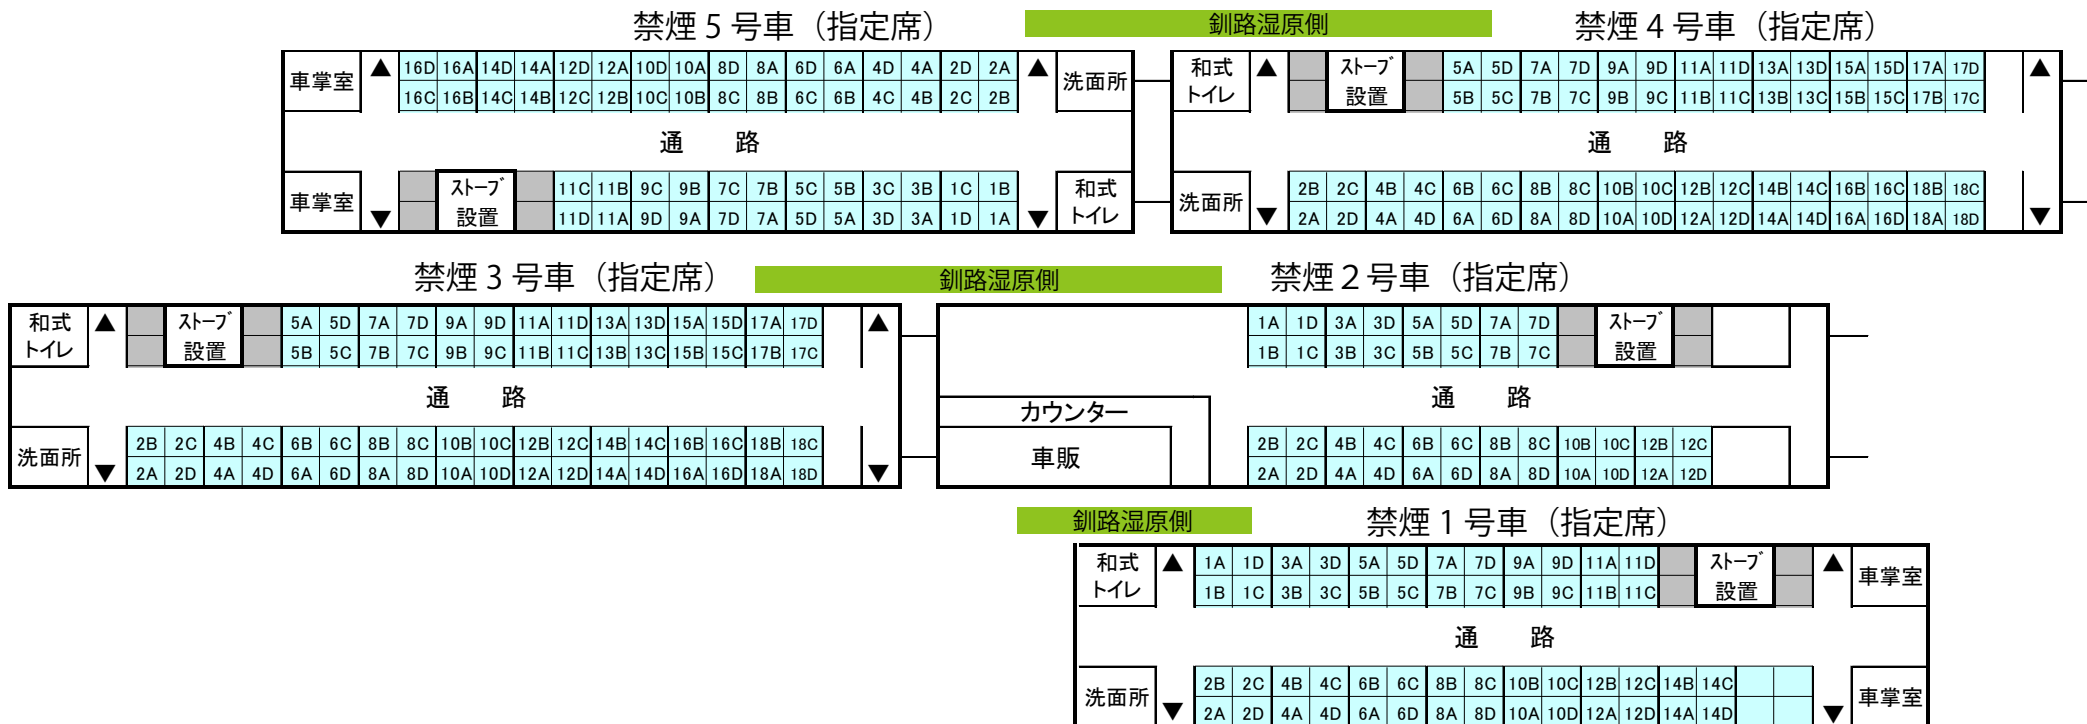 禁煙５号車（指定席） 釧路湿原側 禁煙４号車（指定席）
車掌室 ▲ 16D 16A 14D 14A 12D 12A 10D 10A 8D 8A 6D 6A 4D 4A 2D 2A ▲ 洗面所
16C 16B 14C 14B 12C 12B 10C 10B 8C 8B 6C 6B 4C 4B 2C 2B
通 路
車掌室 ▼ ｽﾄｰﾌﾞ 11C 11B 9C 9B 7C 7B 5C 5B 3C 3B 1C 1B ▼ 和式
設置 11D 11A 9D 9A 7D 7A 5D 5A 3D 3A 1D 1A トイレ
和式 ▲ ｽﾄｰﾌﾞ 5A 5D 7A 7D 9A 9D 11A 11D 13A 13D 15A 15D 17A 17D ▲
トイレ 設置 5B 5C 7B 7C 9B 9C 11B 11C 13B 13C 15B 15C 17B 17C
通 路
洗面所 ▼ 2B 2C 4B 4C 6B 6C 8B 8C 10B 10C 12B 12C 14B 14C 16B 16C 18B 18C ▼
2A 2D 4A 4D 6A 6D 8A 8D 10A 10D 12A 12D 14A 14D 16A 16D 18A 18D
禁煙３号車（指定席） 釧路湿原側 禁煙２号車（指定席）
和式 ▲ ｽﾄｰﾌﾞ 5A 5D 7A 7D 9A 9D 11A 11D 13A 13D 15A 15D 17A 17D ▲
トイレ 設置 5B 5C 7B 7C 9B 9C 11B 11C 13B 13C 15B 15C 17B 17C
通 路
洗面所 ▼ 2B 2C 4B 4C 6B 6C 8B 8C 10B 10C 12B 12C 14B 14C 16B 16C 18B 18C ▼
2A 2D 4A 4D 6A 6D 8A 8D 10A 10D 12A 12D 14A 14D 16A 16D 18A 18D
1A 1D 3A 3D 5A 5D 7A 7D ｽﾄｰﾌﾞ
1B 1C 3B 3C 5B 5C 7B 7C 設置
通 路
カウンター
車販 2B 2C 4B 4C 6B 6C 8B 8C 10B 10C 12B 12C
2A 2D 4A 4D 6A 6D 8A 8D 10A 10D 12A 12D
釧路湿原側 禁煙１号車（指定席）
和式 ▲ 1A 1D 3A 3D 5A 5D 7A 7D 9A 9D 11A 11D ｽﾄｰﾌﾞ ▲ 車掌室
トイレ 1B 1C 3B 3C 5B 5C 7B 7C 9B 9C 11B 11C 設置
通 路
洗面所 ▼ 2B 2C 4B 4C 6B 6C 8B 8C 10B 10C 12B 12C 14B 14C ▼ 車掌室
2A 2D 4A 4D 6A 6D 8A 8D 10A 10D 12A 12D 14A 14D